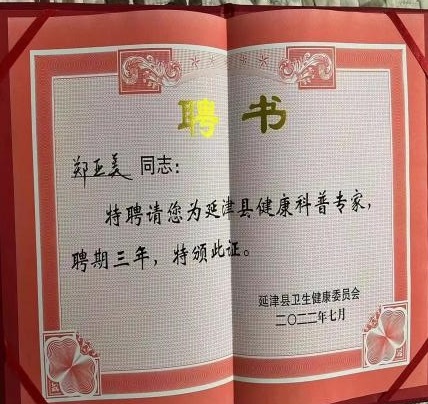 聘书
郑亚美 同志：
特聘请您为延津县健康科普专家，
聘期三年，特颁此证。
延津县卫生健康委员会
二〇二二年七月